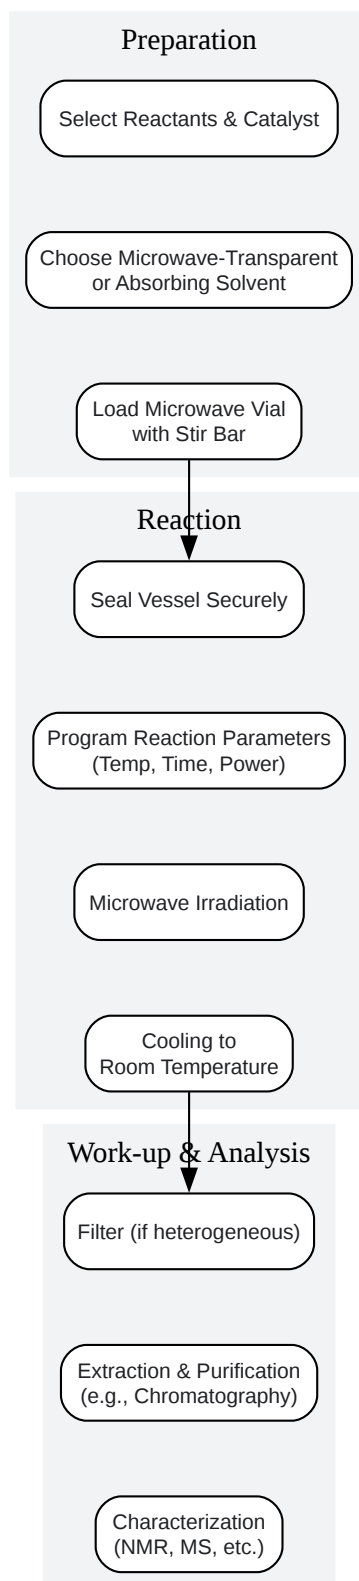 Preparation
Select Reactants & Catalyst
Choose Microwave-Transparent
or Absorbing Solvent
Load Microwave Vial
with Stir Bar
Reaction
Seal Vessel Securely
Program Reaction Parameters
(Temp, Time, Power)
Microwave Irradiation
Cooling to
Room Temperature
Work-up & Analysis
Filter (if heterogeneous)
Extraction & Purification
(e.g., Chromatography)
Characterization
(NMR, MS, etc.)